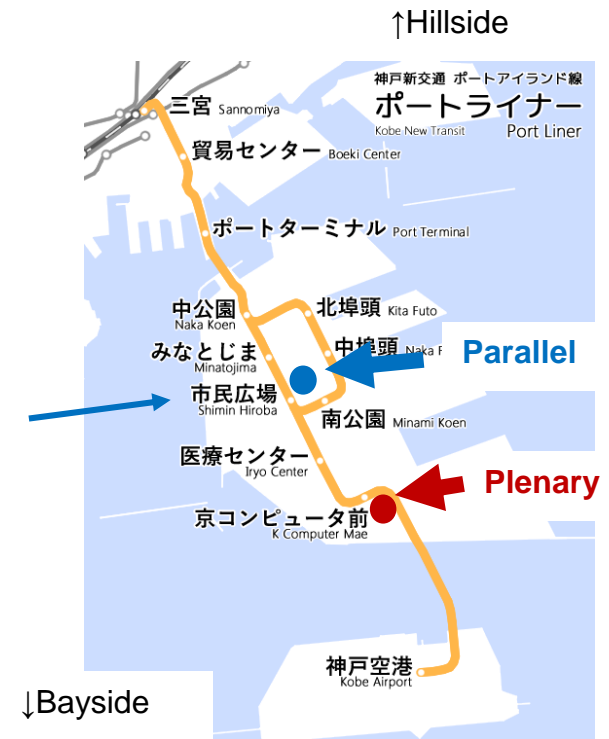 ↑Hillside
神戸新交通 ポートアイランド線
ポートライナー
Kobe New Transit Port Liner
三宮 Sannomiya
貿易センター Boeki Center
ポートターミナル Port Terminal
中公園
Naka Koen
北埠頭 Kita Futo
みなとじま
Minatojima
中埠頭 Naka F
Parallel
市民広場
Shimin Hiroba
南公園 Minami Koen
医療センター
Iryo Center
Plenary
京コンピュータ前
K Computer Mae
神戸空港
Kobe Airport
↓Bayside